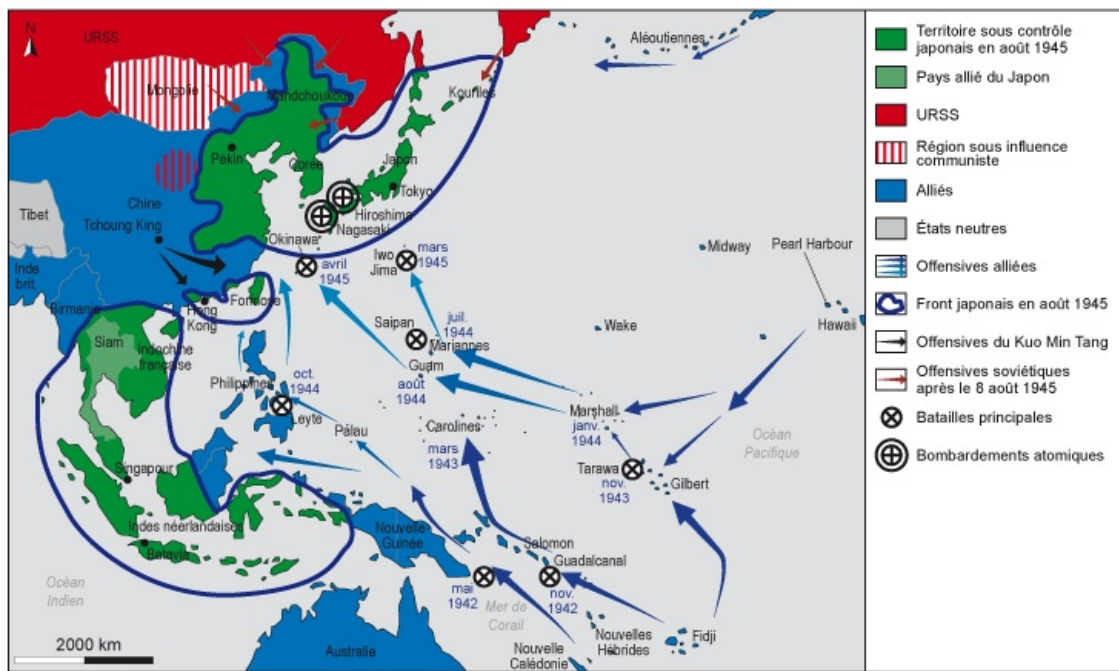 N
URSS
Mongolie
Mandchoukouo
Kouriles
Aléoutiennes
Pékin
Corée
Japon
Tokyo
Hiroshima
Nagasaki
Tibet
Chine
Tchoung King
Okinawa
avril
1945
Iwo
Jima
mars
1945
Midway
Pearl Harbour
Hawaii
Inde
brit.
Birmanie
Hong
Kong
Formose
Siam
Indochine
française
Saipan
juil.
1944
Mariannes
Guam
août
1944
Wake
Philippines
oct.
1944
Leyte
Palau
Carolines
mars
1943
Marshall
janv.
1944
Océan
Pacifique
Tarawa
nov.
1943
Gilbert
Singapour
Indes néerlandaises
Batavia
Nouvelle
Guinée
Salomon
Guadalcanal
mai
1942
nov.
1942
Mer de
Corail
Océan
Indien
Nouvelles
Hébrides
Fidji
Nouvelle
Calédonie
Australie
2000 km
Territoire sous contrôle
japonais en août 1945
Pays allié du Japon
URSS
Région sous influence
communiste
Alliés
États neutres
Offensives alliées
Front japonais en août 1945
Offensives du Kuo Min Tang
Offensives soviétiques
après le 8 août 1945
Batailles principales
Bombardements atomiques